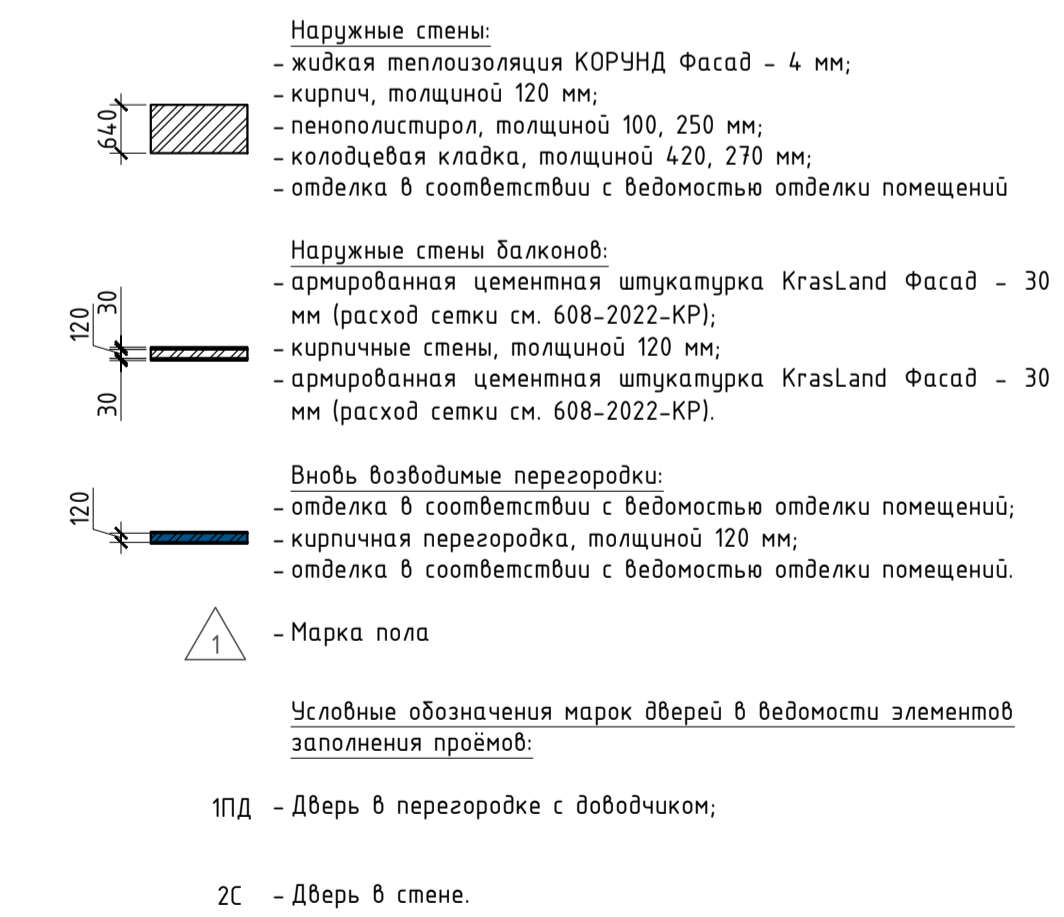 Наружные стены:
- жидкая теплоизоляция КОРУНД Фасад - 4 мм;
- кирпич, толщиной 120 мм;
640
- пенополистирол, толщиной 100, 250 мм;
- колодцевая кладка, толщиной 420, 270 мм;
- отделка в соответствии с ведомостью отделки помещений
Наружные стены балконов:
- армированная цементная штукатурка KrasLand Фасад - 30
мм (расход сетки см. 608-2022-КР);
120
30
- кирпичные стены, толщиной 120 мм;
- армированная цементная штукатурка KrasLand Фасад - 30
30
мм (расход сетки см. 608-2022-КР).
Вновь возводимые перегородки:
120
- отделка в соответствии с ведомостью отделки помещений;
- кирпичная перегородка, толщиной 120 мм;
- отделка в соответствии с ведомостью отделки помещений.
1 - Марка пола
Условные обозначения марок дверей в ведомости элементов
заполнения проёмов:
1ПД - Дверь в перегородке с доводчиком;
2С - Дверь в стене.